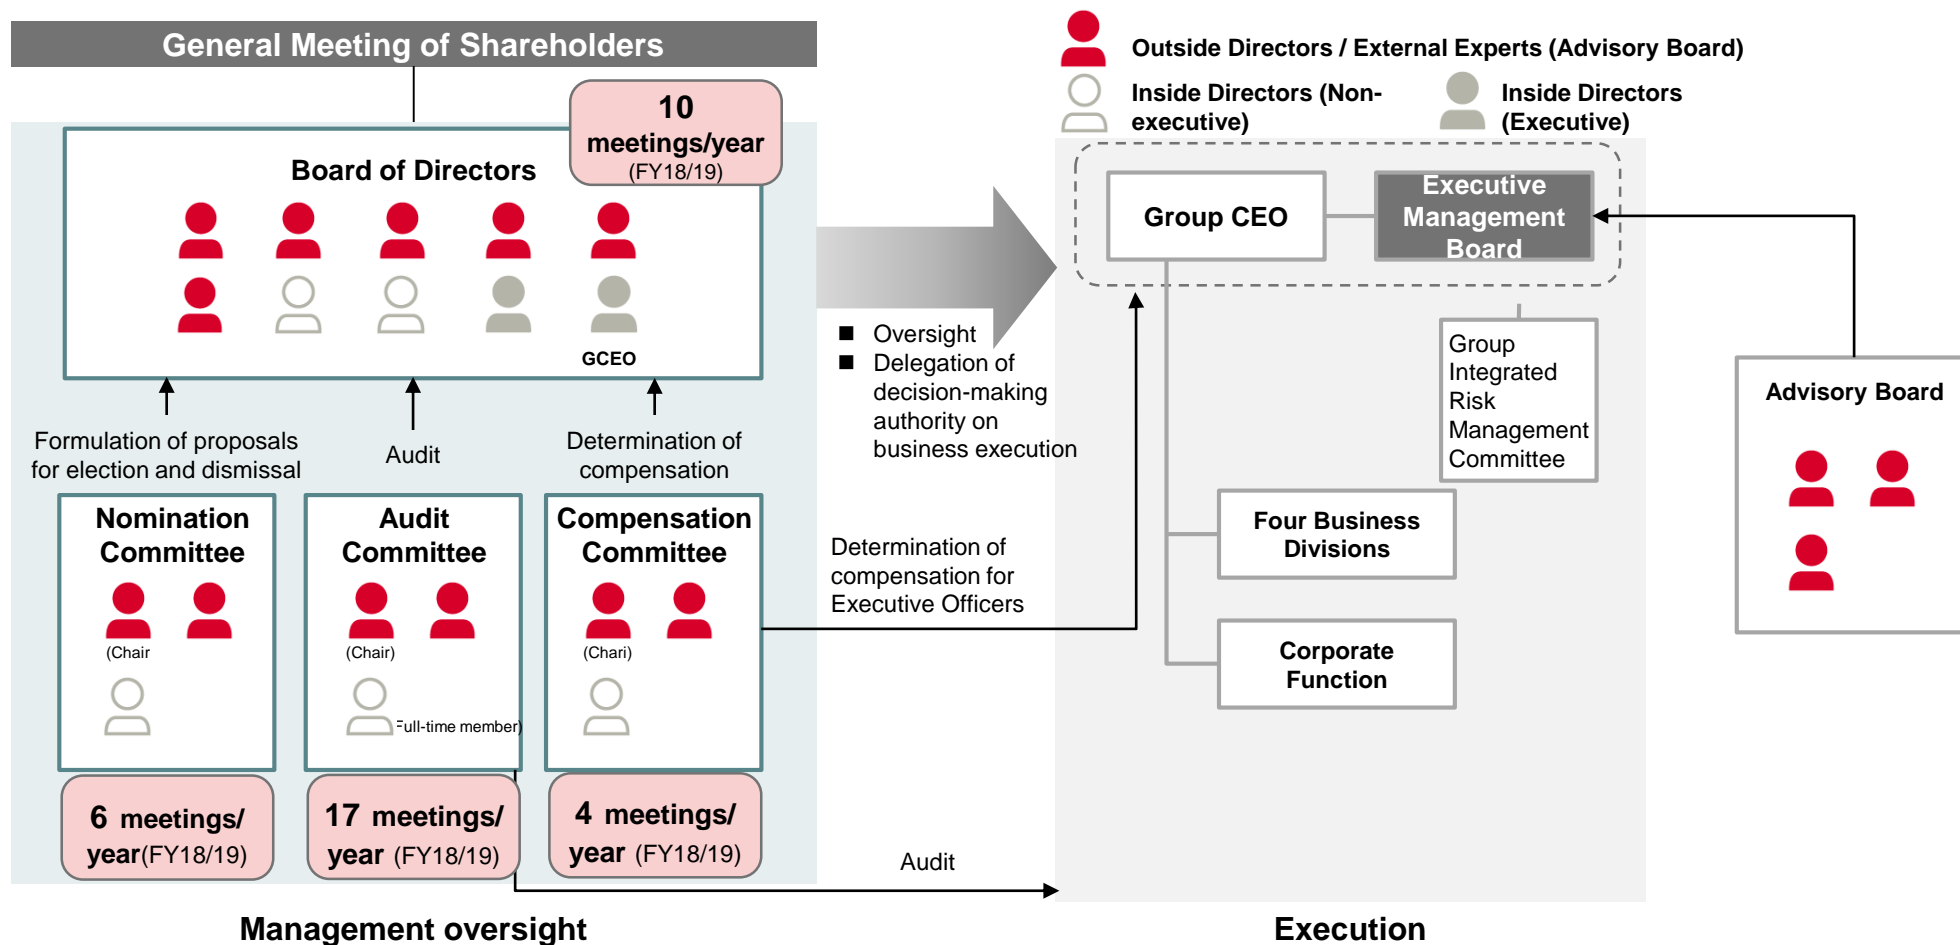 General Meeting of Shareholders
10
meetings/year
(FY18/19)
Board of Directors
GCEO
Formulation of proposals
for election and dismissal
Audit
Determination of
compensation
Nomination
Committee
(Chair
Audit
Committee
(Chair)
Full-time member)
Compensation
Committee
(Chari)
6 meetings/
year(FY18/19)
17 meetings/
year (FY18/19)
4 meetings/
year (FY18/19)
Management oversight
■ Oversight
■ Delegation of
decision-making
authority on
business execution
Determination of
compensation for
Executive Officers
Audit
Outside Directors / External Experts (Advisory Board)
Inside Directors (Non-
executive)
Inside Directors
(Executive)
Group CEO
Executive
Management
Board
Group
Integrated
Risk
Management
Committee
Four Business
Divisions
Corporate
Function
Execution
Advisory Board